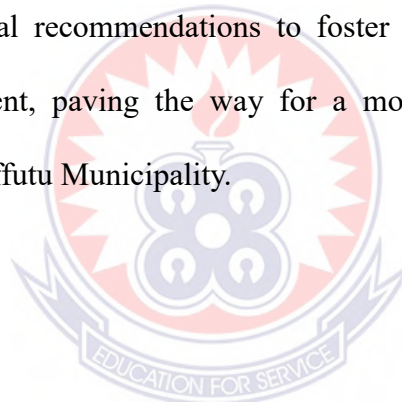 al recommendations to foster
ent, paving the way for a mo
ffutu Municipality.
EDUCATION FOR SERVICE